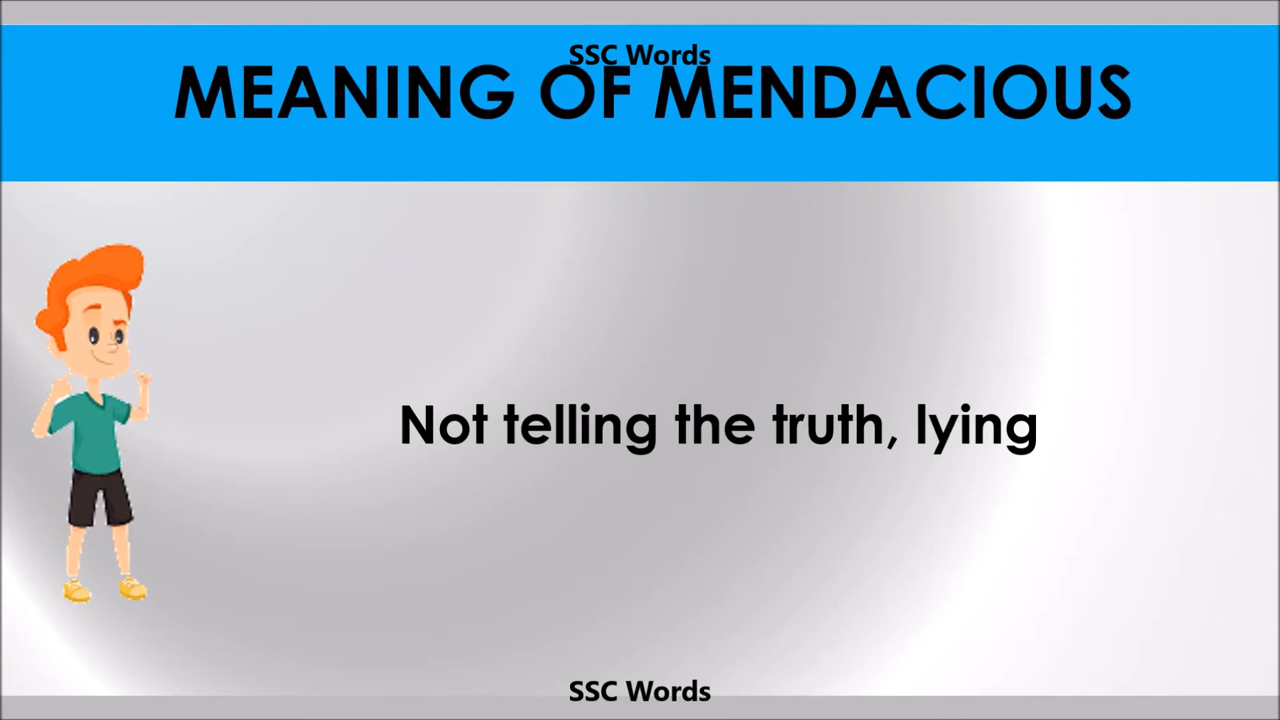 SSC Words
MEANING OF MENDACIOUS
Not telling the truth, lying
SSC Words